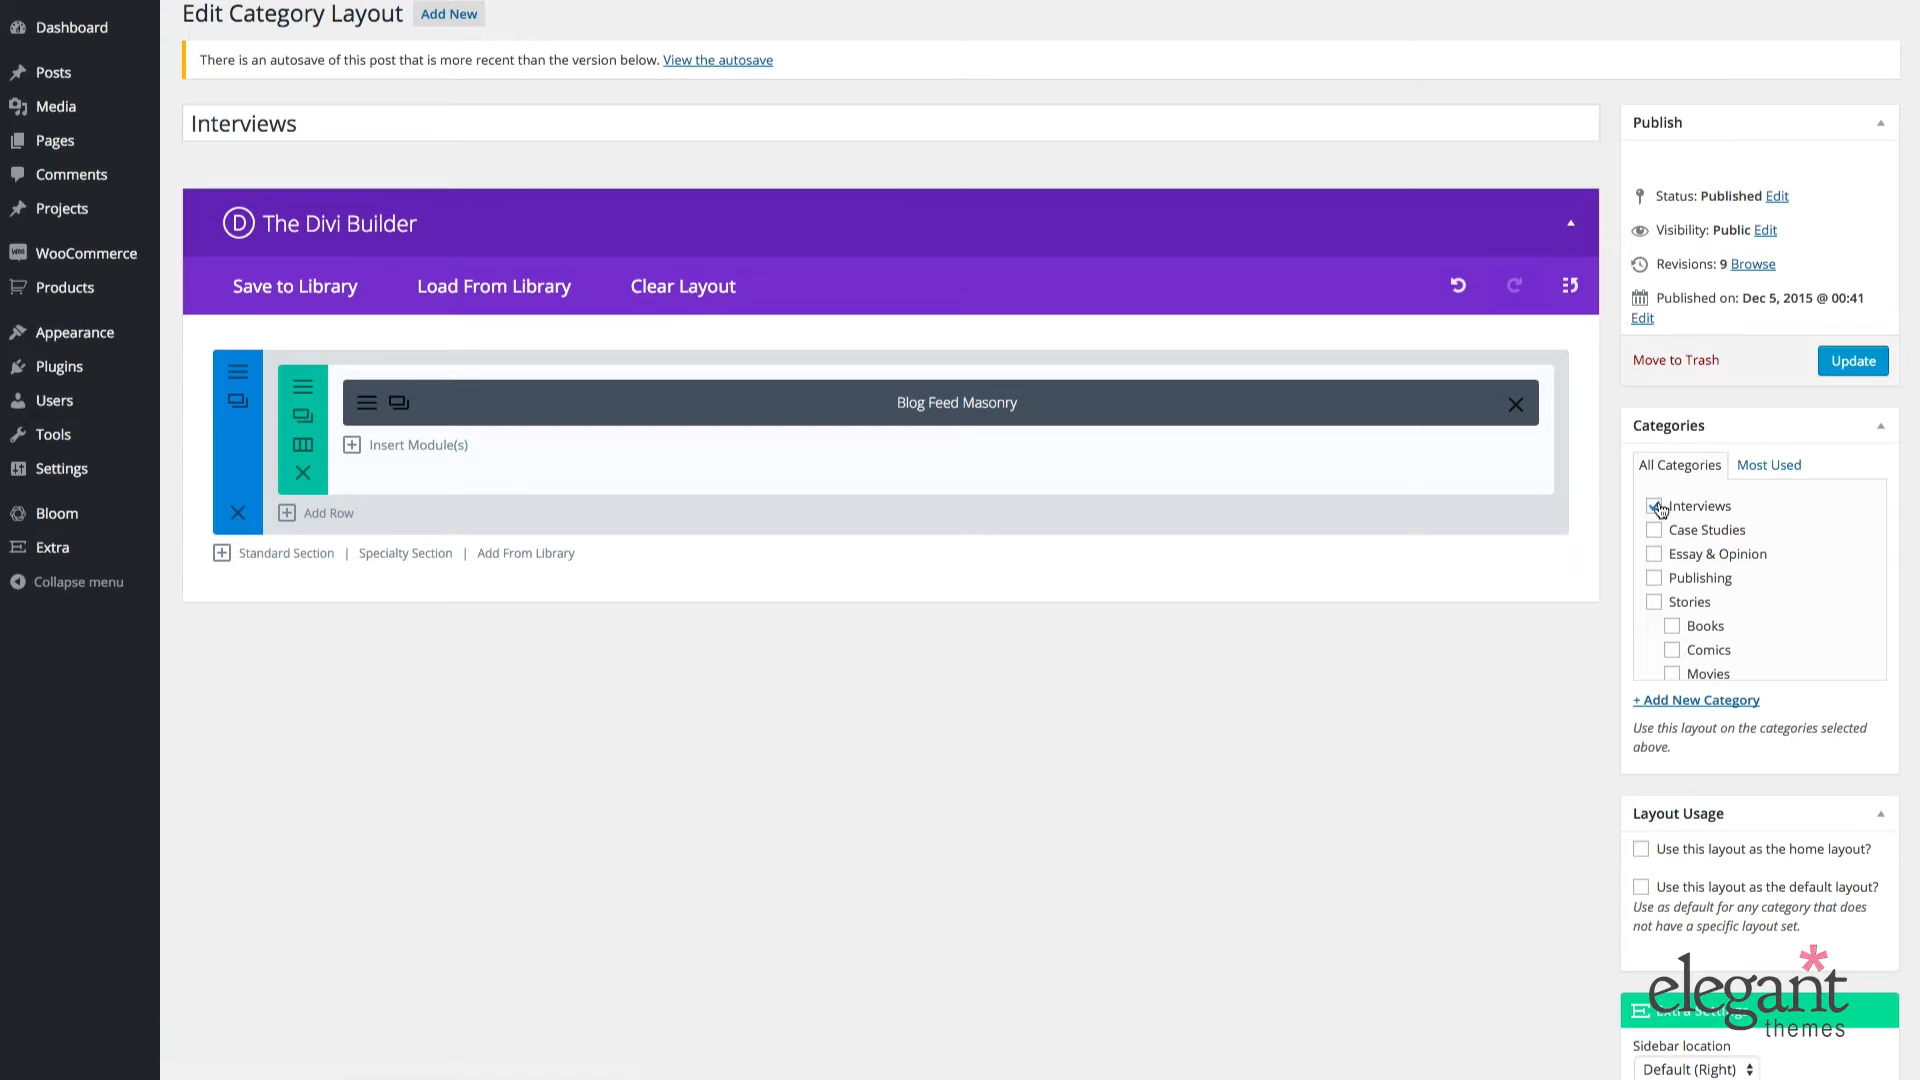 Edit Category Layout Add New
There is an autosave of this post that is more recent than the version below. View the autosave
Dashboard
Posts
Media
Pages
Comments
Projects
WooCommerce
Products
Appearance
Plugins
Users
Tools
Settings
Bloom
Extra
Collapse menu
Interviews
D The Divi Builder
Save to Library Load From Library Clear Layout
Blog Feed Masonry
Insert Module(s)
Add Row
Standard Section | Specialty Section | Add From Library
Publish
Status: Published Edit
Visibility: Public Edit
Revisions: 9 Browse
Published on: Dec 5, 2015 @ 00:41
Edit
Move to Trash Update
Categories
All Categories Most Used
Interviews
Case Studies
Essay & Opinion
Publishing
Stories
Books
Comics
Movies
+ Add New Category
Use this layout on the categories selected
above.
Layout Usage
Use this layout as the home layout?
Use this layout as the default layout?
Use as default for any category that does
not have a specific layout set.
elegant
themes
Extra Settings
Sidebar location
Default (Right)